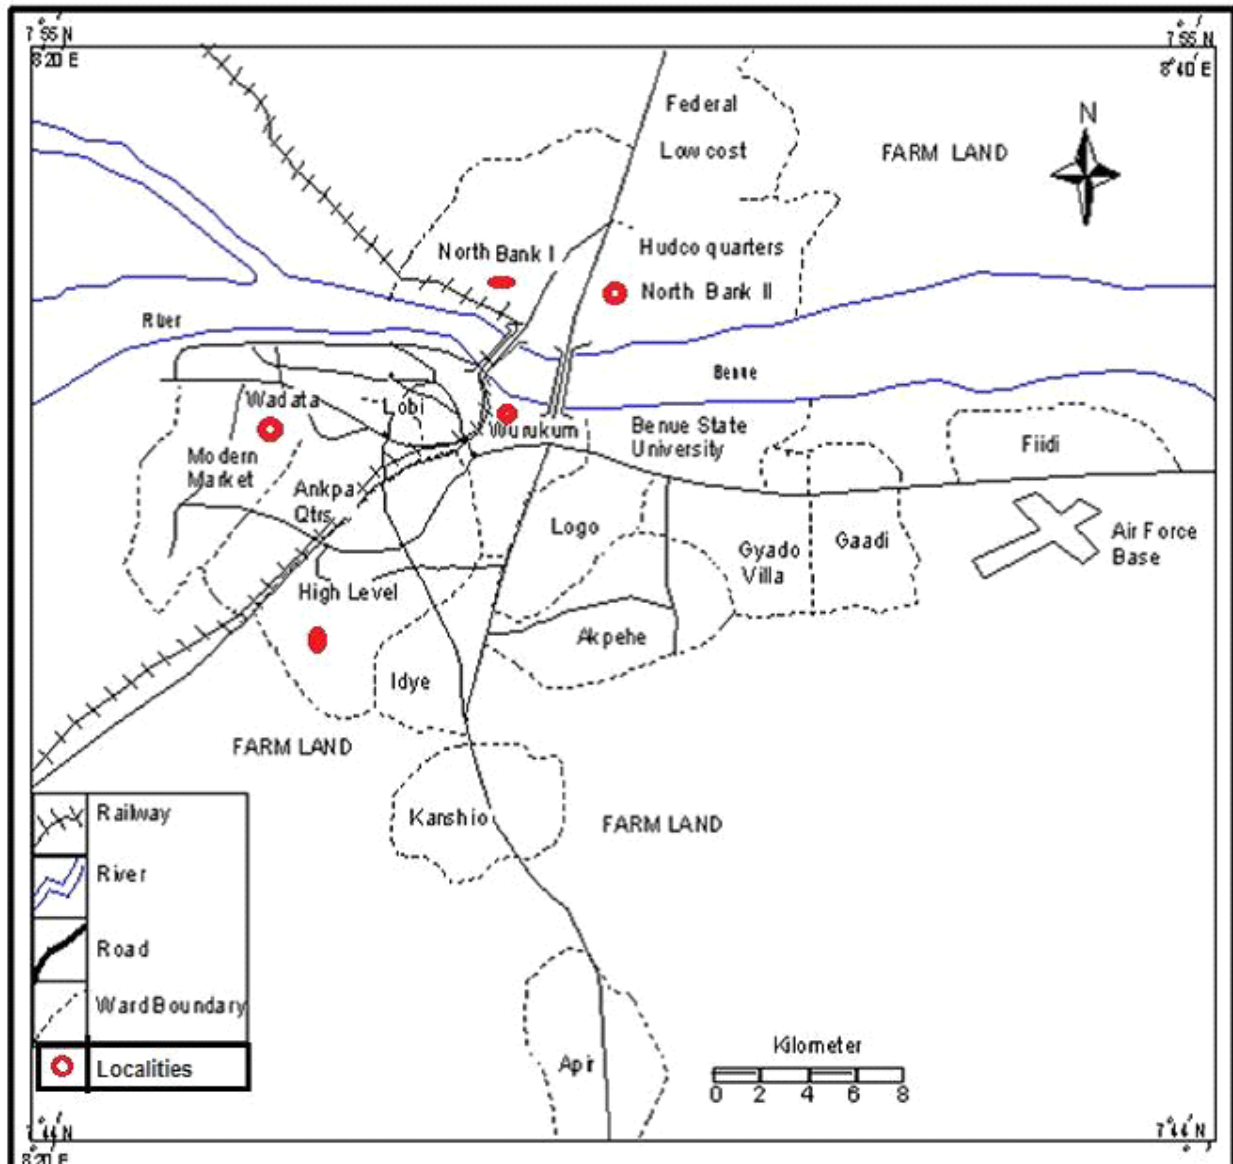 7°55' N
8°20' E
7°55' N
8°40' E
N
Federal
Low cost
FARM LAND
North Bank I
Hudco quarters
North Bank II
River
Benue
Wadata
Lobi
Wurukum
Benue State
University
Fiidi
Modern
Market
Ankpa
Qtrs
Logo
Gyado
Villa
Gaadi
Air Force
Base
High Level
Akpehe
Idye
FARM LAND
Kanshio
FARM LAND
Railway
River
Road
Ward Boundary
Localities
Apir
Kilometer
0 2 4 6 8
7°44' N
8°20' E
7°44' N